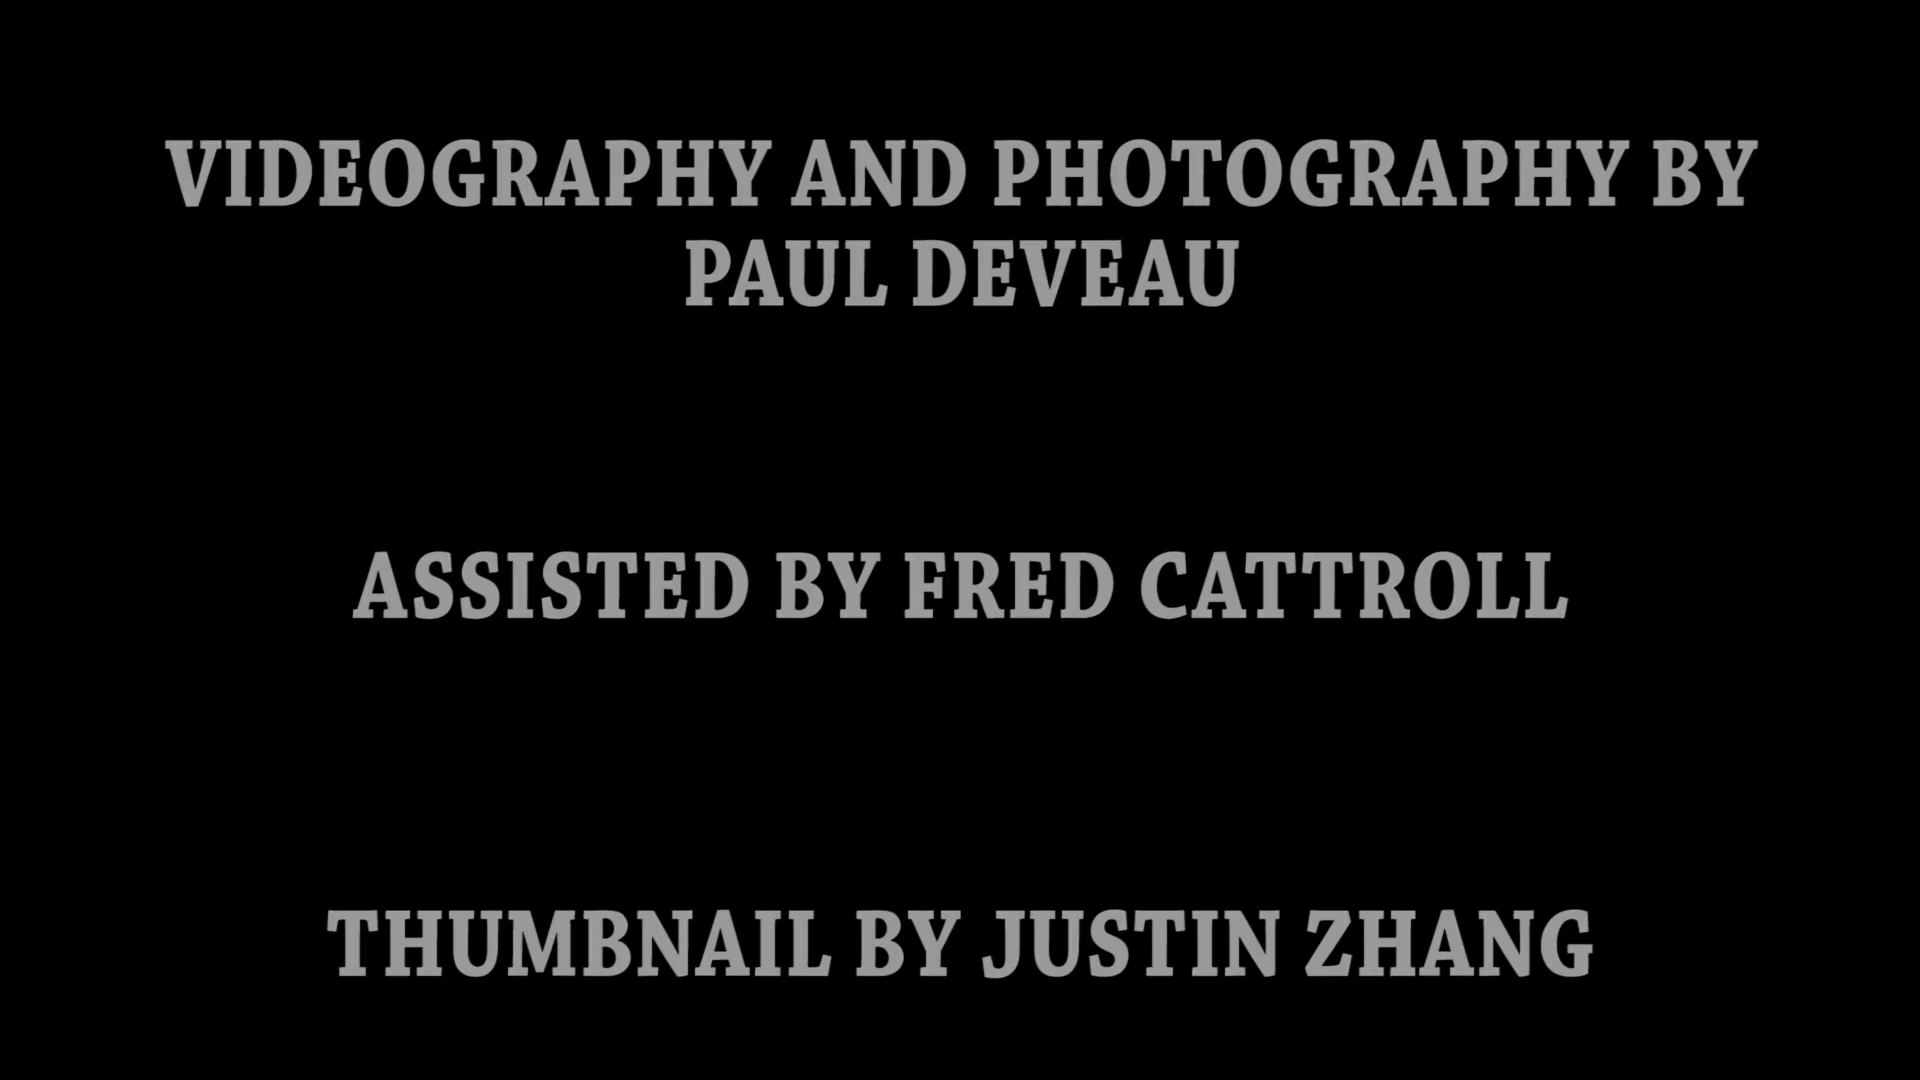 VIDEOGRAPHY AND PHOTOGRAPHY BY
PAUL DEVEAU
ASSISTED BY FRED CATTROLL
THUMBNAIL BY JUSTIN ZHANG